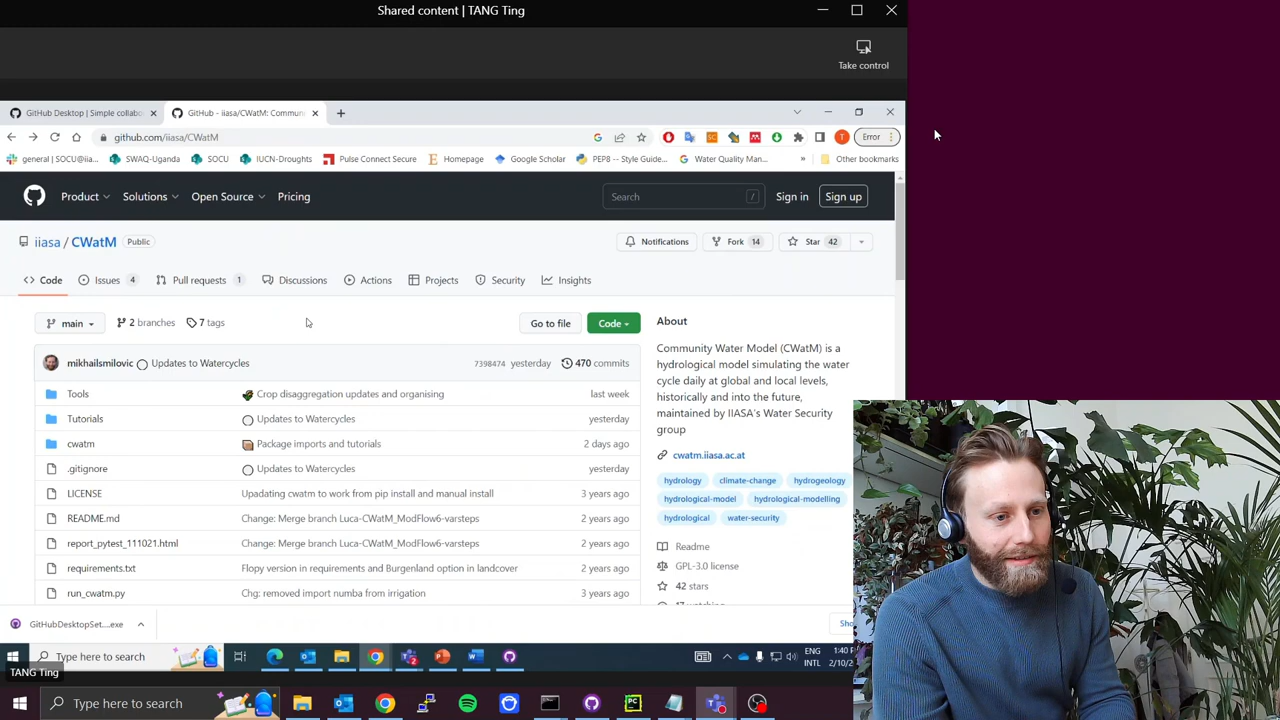 Shared content | TANG Ting
Take control
GitHub Desktop | Simple collabo
GitHub - iiasa/CWatM: Commun
github.com/iiasa/CWatM
Error
general | SOCU@iia...
SWAQ-Uganda
SOCU
IUCN-Droughts
Pulse Connect Secure
Homepage
Google Scholar
PEP8 -- Style Guide...
Water Quality Man...
»
Other bookmarks
Product
Solutions
Open Source
Pricing
Search
/
Sign in
Sign up
iiasa / CWatM
Public
Notifications
Fork 14
Star 42
Code
Issues 4
Pull requests 1
Discussions
Actions
Projects
Security
Insights
main
2 branches
7 tags
Go to file
Code
About
Community Water Model (CWatM) is a
hydrological model simulating the water
cycle daily at global and local levels,
historically and into the future,
maintained by IIASA's Water Security
group
mikhailsmilovic Updates to Watercycles 7398474 yesterday 470 commits
Tools Crop disaggregation updates and organising last week
Tutorials Updates to Watercycles yesterday
cwatm Package imports and tutorials 2 days ago
.gitignore Updates to Watercycles yesterday
LICENSE Upadating cwatm to work from pip install and manual install 3 years ago
README.md Change: Merge branch Luca-CWatM_ModFlow6-varsteps 2 years ago
report_pytest_111021.html Change: Merge branch Luca-CWatM_ModFlow6-varsteps 2 years ago
requirements.txt Flopy version in requirements and Burgenland option in landcover 2 years ago
run_cwatm.py Chg: removed import numba from irrigation 3 years ago
cwatm.iiasa.ac.at
hydrology climate-change hydrogeology
hydrological-model hydrological-modelling
hydrological water-security
Readme
GPL-3.0 license
42 stars
17 watching
GitHubDesktopSet....exe
Sho
Type here to search
ENG
INTL
1:40 P
2/10/20
TANG Ting
Type here to search